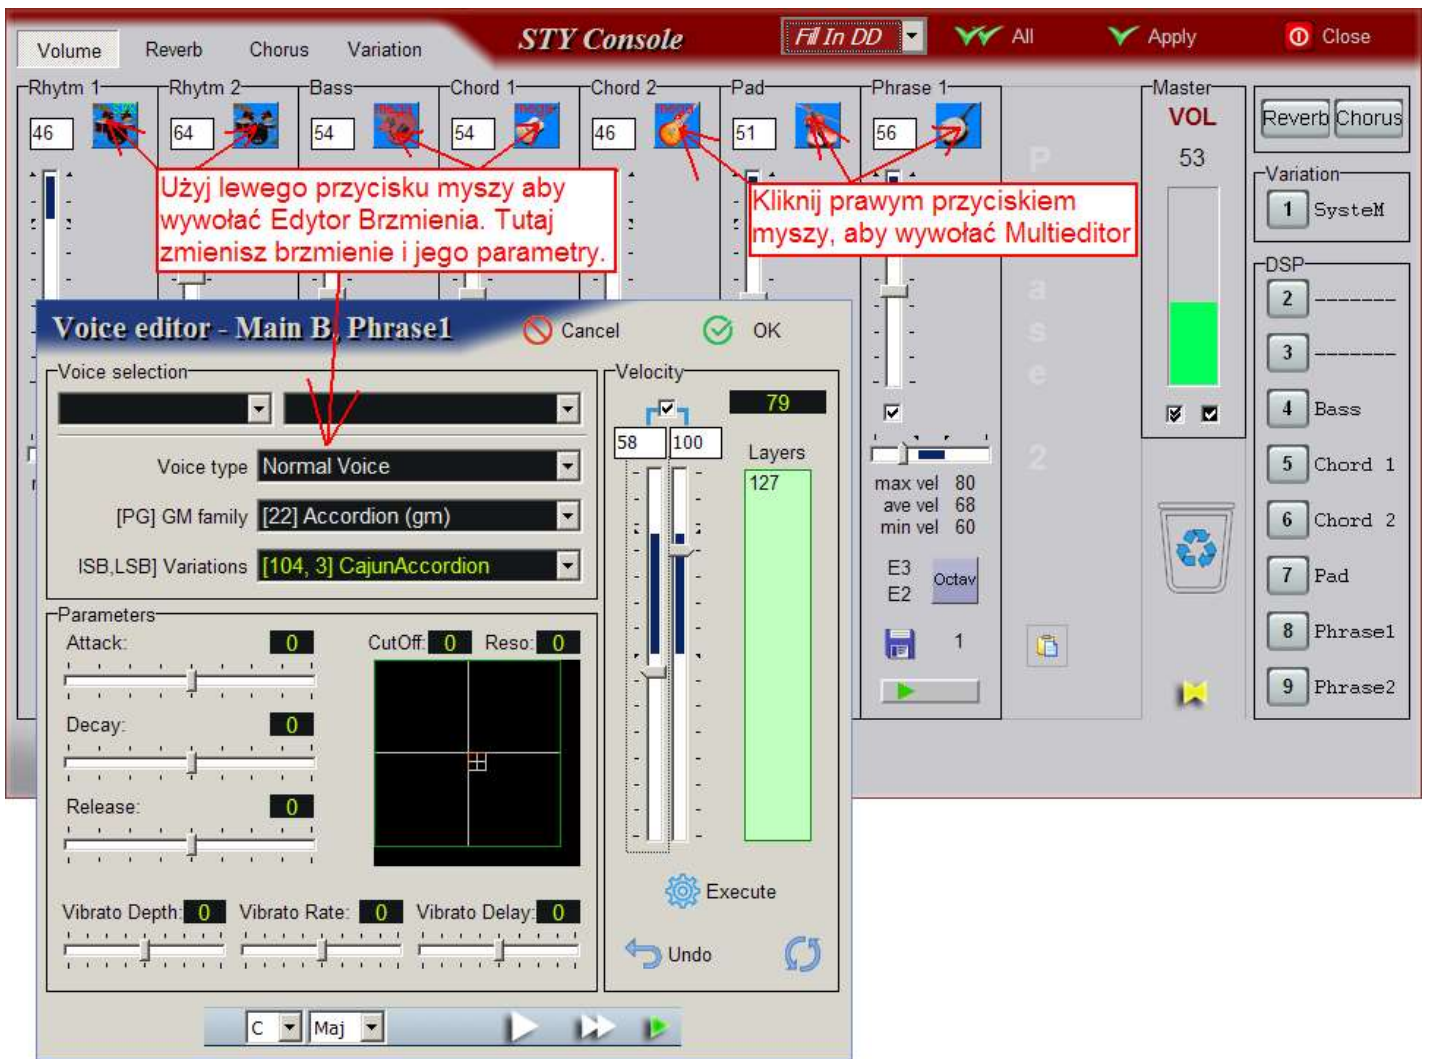 Volume Reverb Chorus Variation STY Console Fill In DD All Apply Close
Rhytm 1 Rhytm 2 Bass Chord 1 Chord 2 Pad Phrase 1 Master
46 64 54 54 46 51 56 VOL Reverb Chorus
mega mega
53
Użyj lewego przycisku myszy aby
wywołać Edytor Brzmienia. Tutaj
zmienisz brzmienie i jego parametry.
Kliknij prawym przyciskiem
myszy, aby wywołać Multieditor
Variation
1 SysteM
DSP
2 -------
3 -------
4 Bass
5 Chord 1
6 Chord 2
7 Pad
8 Phrase1
9 Phrase2
P
a
s
e
2
max vel 80
ave vel 68
min vel 60
E3
E2
Octav
1
Voice editor - Main B, Phrase1 Cancel OK
Voice selection
Voice type Normal Voice
[PG] GM family [22] Accordion (gm)
ISB,LSB] Variations [104, 3] CajunAccordion
Velocity
79
58 100
Layers
127
Parameters
Attack: 0 CutOff: 0 Reso: 0
Decay: 0
Release: 0
Vibrato Depth: 0 Vibrato Rate: 0 Vibrato Delay: 0
Execute
Undo
C Maj